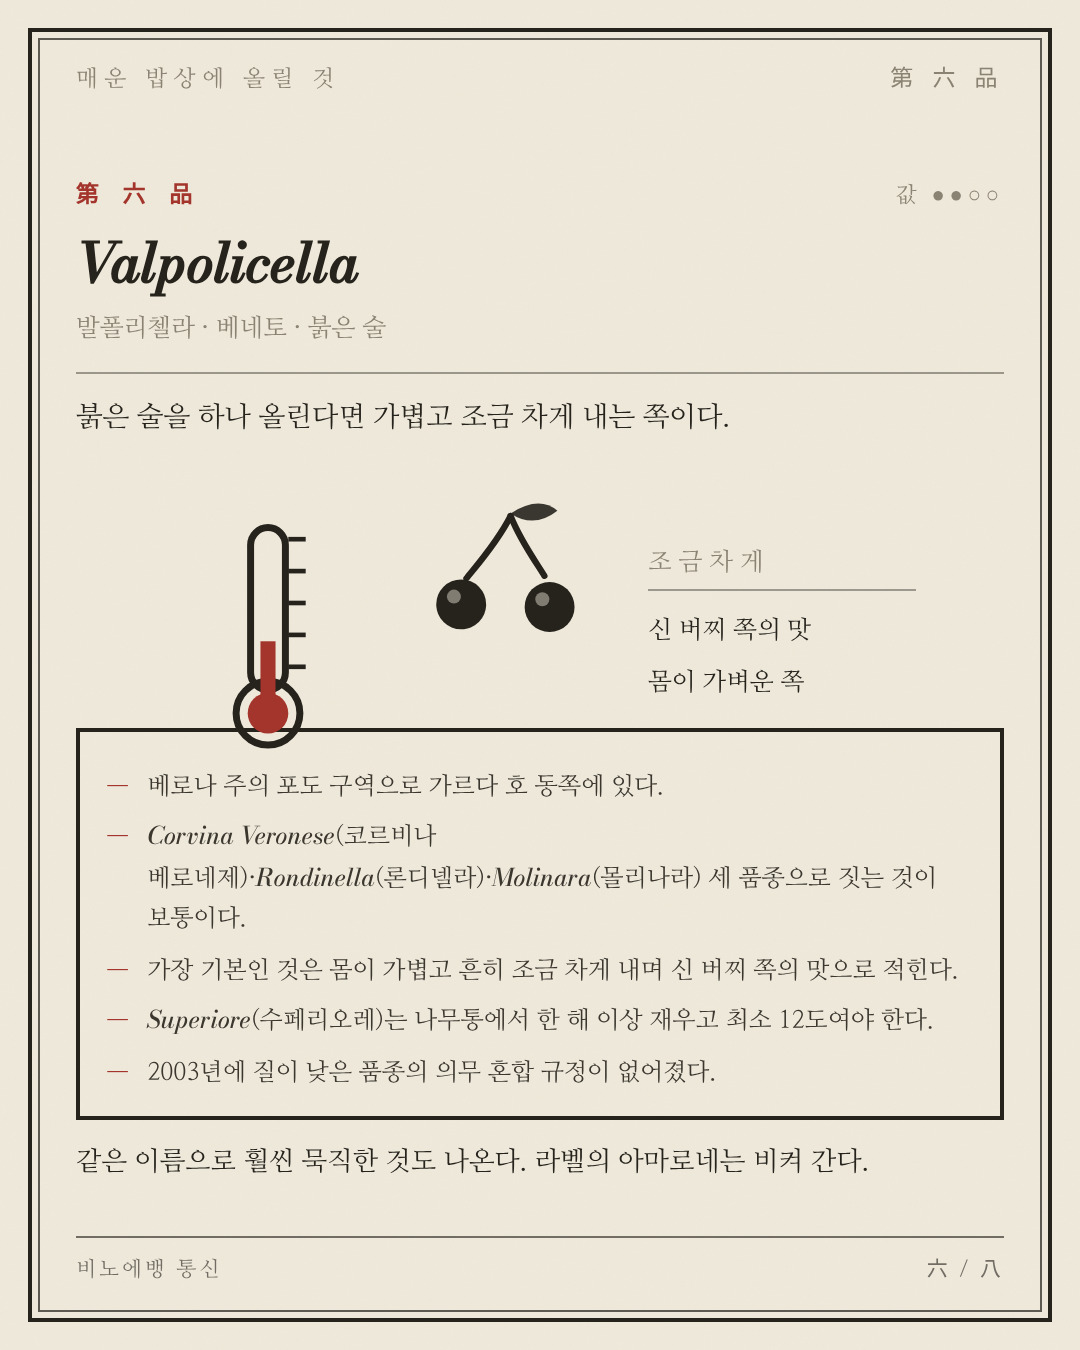 매운 밥상에 올릴 것
第六品
第六品
값 ●●○○
Valpolicella
발폴리첼라 · 베네토 · 붉은 술
붉은 술을 하나 올린다면 가볍고 조금 차게 내는 쪽이다.
조금 차게
신 버찌 쪽의 맛
몸이 가벼운 쪽
— 베로나 주의 포도 구역으로 가르다 호 동쪽에 있다.
— Corvina Veronese(코르비나
베로네제)·Rondinella(론디넬라)·Molinara(몰리나라) 세 품종으로 짓는 것이
보통이다.
— 가장 기본인 것은 몸이 가볍고 흔히 조금 차게 내며 신 버찌 쪽의 맛으로 적힌다.
— Superiore(수페리오레)는 나무통에서 한 해 이상 재우고 최소 12도여야 한다.
— 2003년에 질이 낮은 품종의 의무 혼합 규정이 없어졌다.
같은 이름으로 훨씬 묵직한 것도 나온다. 라벨의 아마로네는 비켜 간다.
비노에뱅 통신
六 / 八